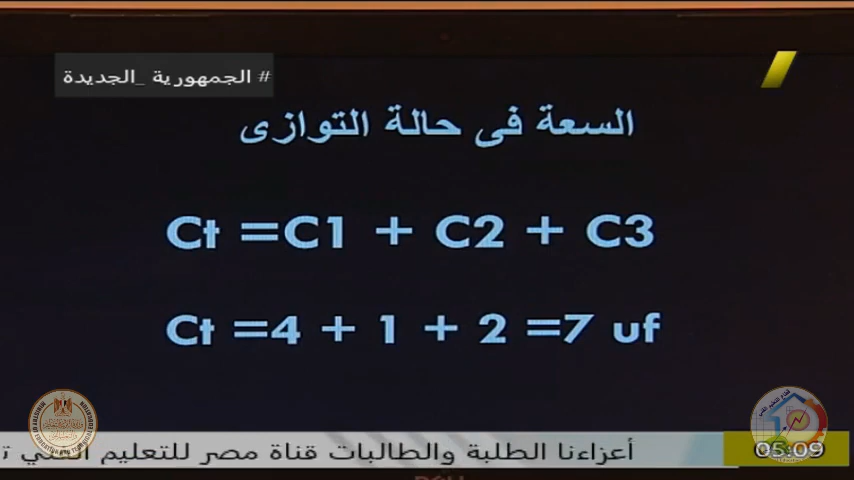 # الجمهورية _الجديدة
السعة فى حالة التوازى
Ct =C1 + C2 + C3
Ct =4 + 1 + 2 =7 uf
أعزاءنا الطلبة والطالبات قناة مصر للتعليم الفني
05:09